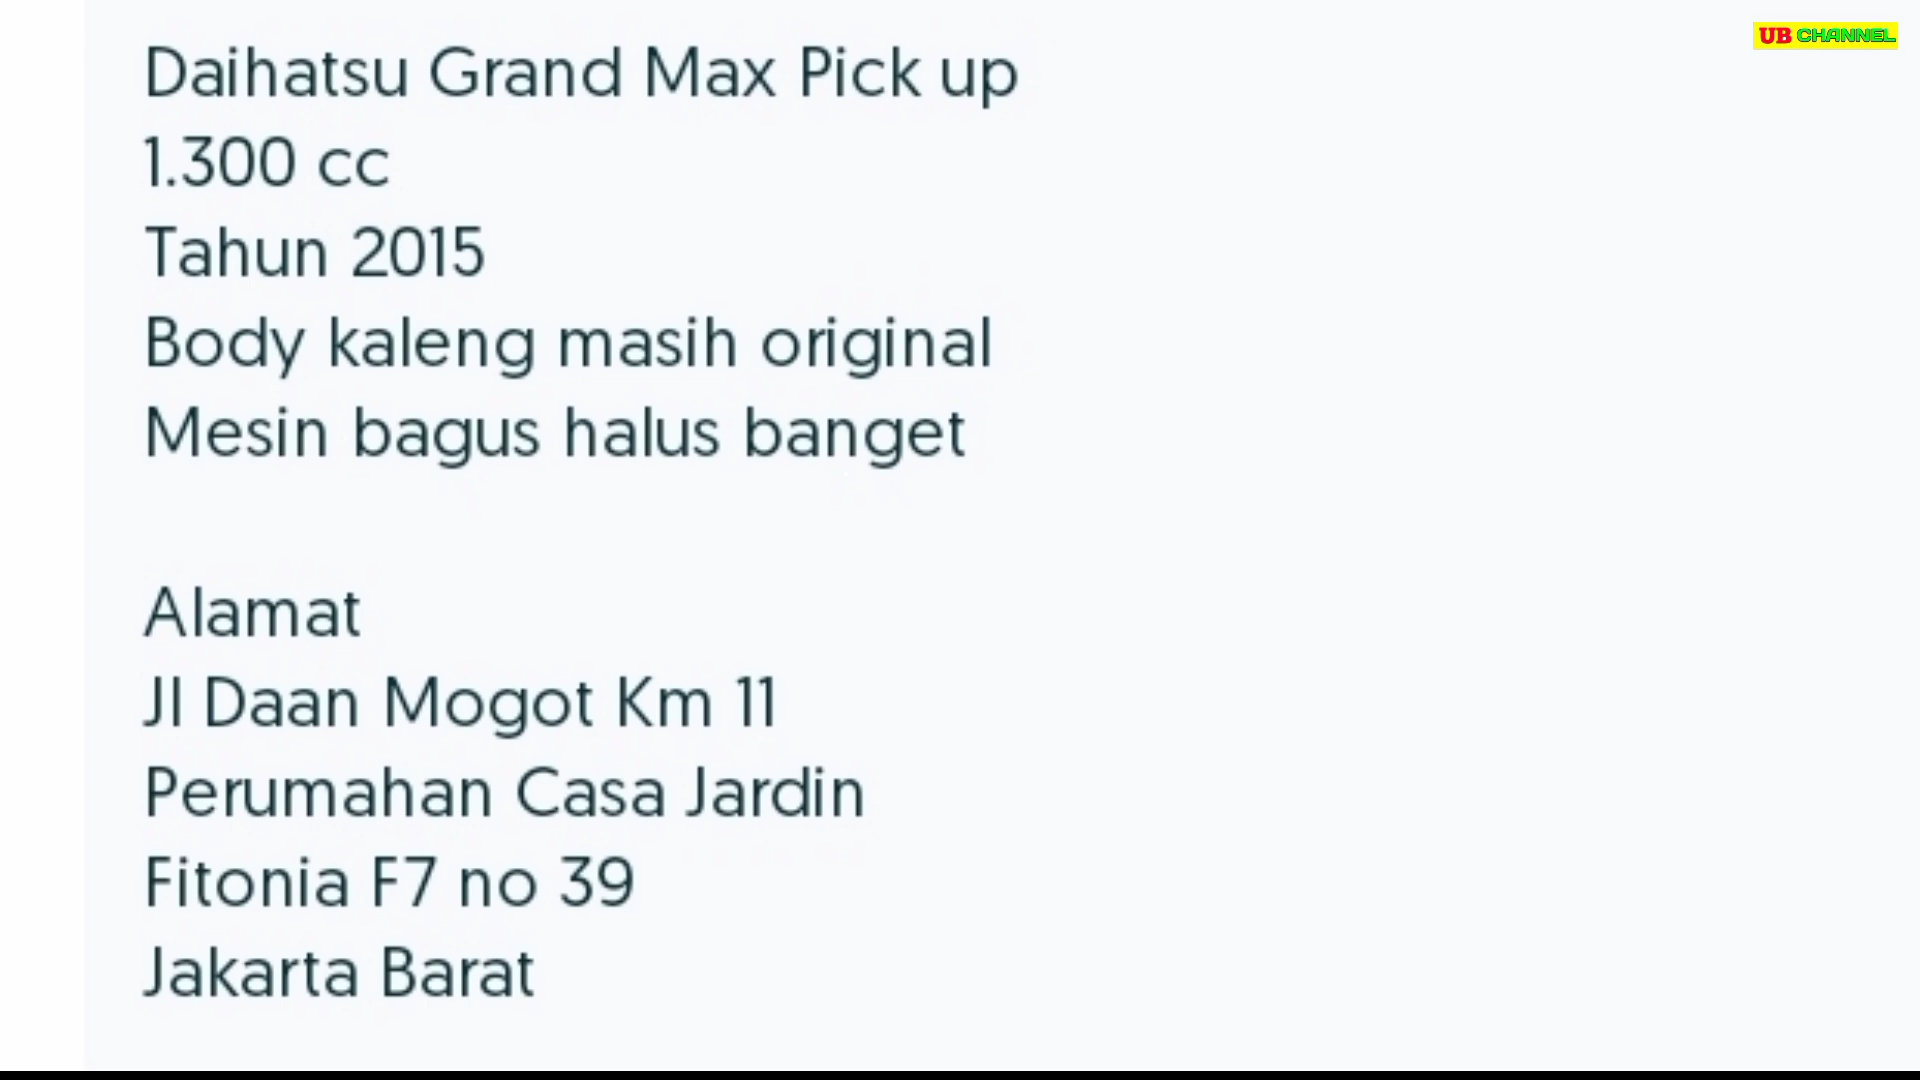 UB CHANNEL
Daihatsu Grand Max Pick up
1.300 cc
Tahun 2015
Body kaleng masih original
Mesin bagus halus banget
Alamat
Jl Daan Mogot Km 11
Perumahan Casa Jardin
Fitonia F7 no 39
Jakarta Barat